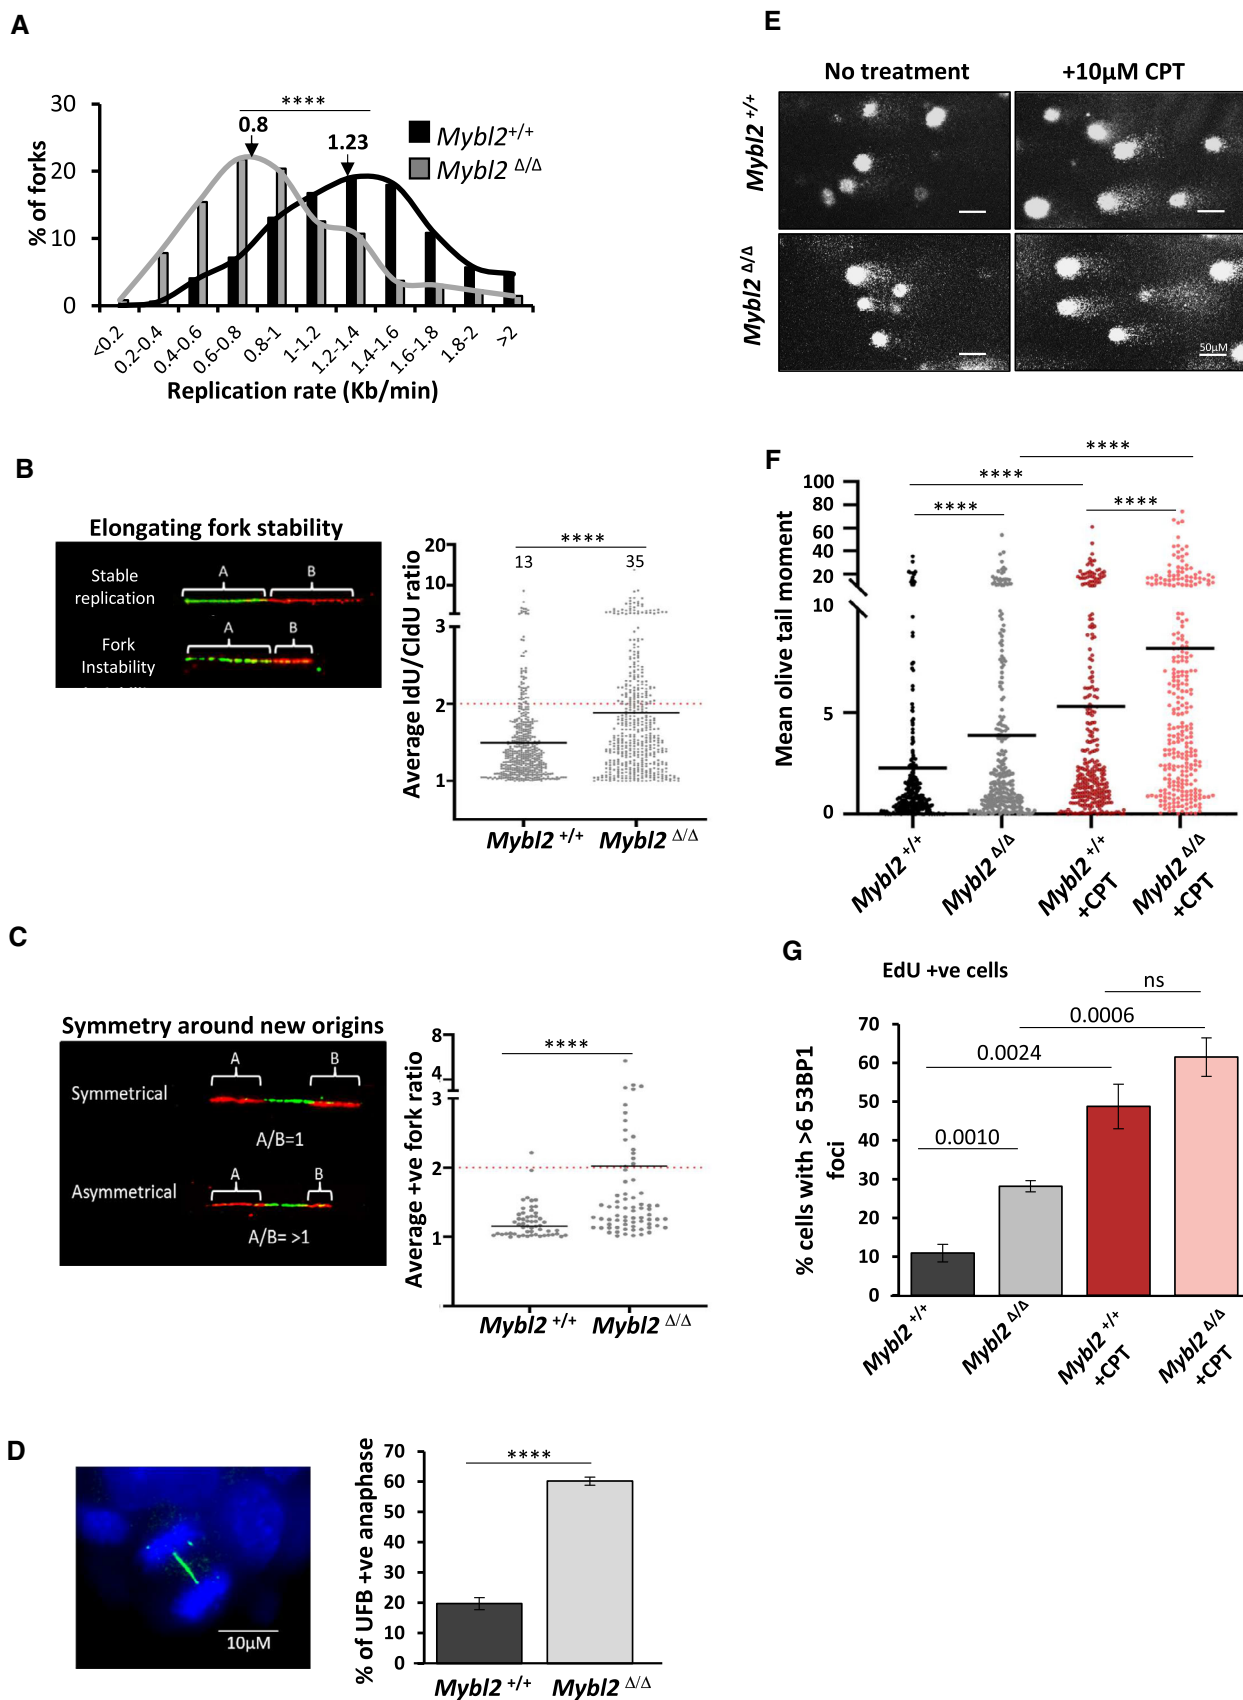 A
30
20
10
0
% of forks
****
0.8
1.23
Mybl2 +/+
Mybl2 Δ/Δ
<0.2
0.2-0.4
0.4-0.6
0.6-0.8
0.8-1
1-1.2
1.2-1.4
1.4-1.6
1.6-1.8
1.8-2
>2
Replication rate (Kb/min)
B
Elongating fork stability
Stable
replication
A
B
Fork
Instability
A
B
Average IdU/CldU ratio
20
10
3
2
1
****
13
35
Mybl2 +/+
Mybl2 Δ/Δ
C
Symmetry around new origins
Symmetrical
A
B
A/B=1
Asymmetrical
A
B
A/B= >1
Average +ve fork ratio
8
4
3
2
1
****
Mybl2 +/+
Mybl2 Δ/Δ
D
10µM
% of UFB +ve anaphase
70
60
50
40
30
20
10
0
****
Mybl2 +/+
Mybl2 Δ/Δ
E
No treatment
+10µM CPT
Mybl2 +/+
Mybl2 Δ/Δ
50µM
F
Mean olive tail moment
100
80
60
40
20
10
5
0
****
****
****
****
Mybl2 +/+
Mybl2 Δ/Δ
Mybl2 +/+
+CPT
Mybl2 Δ/Δ
+CPT
G
EdU +ve cells
% cells with >6 53BP1
foci
70
60
50
40
30
20
10
0
ns
0.0006
0.0024
0.0010
Mybl2 +/+
Mybl2 Δ/Δ
Mybl2 +/+
+CPT
Mybl2 Δ/Δ
+CPT